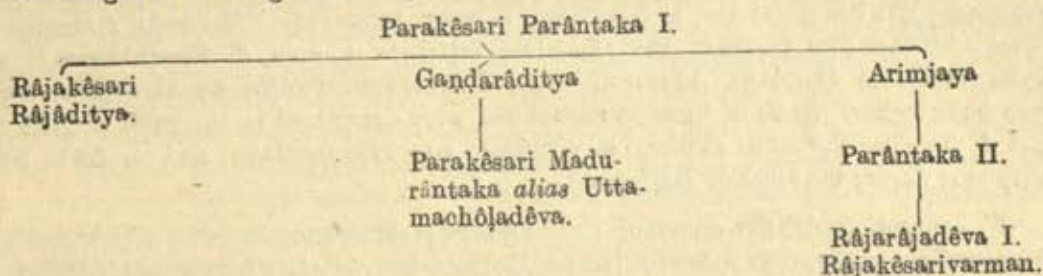 Parakêsari Parântaka I.
Râjakêsari
Râjâditya.
Gaṇḍarâditya
Parakêsari Madu-
rântaka alias Utta-
machôḷadêva.
Arimjaya
Parântaka II.
Râjarâjadêva I.
Râjakêsarivarman.